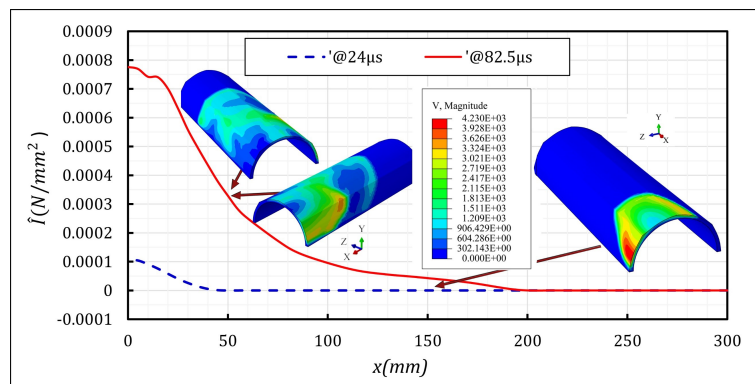 0.0009
0.0008
0.0007
0.0006
0.0005
0.0004
0.0003
0.0002
0.0001
0
-0.0001
Î(N/mm²)
'@24μs '@82.5μs
V, Magnitude
4.230E+03
3.928E+03
3.626E+03
3.324E+03
3.021E+03
2.719E+03
2.417E+03
2.115E+03
1.813E+03
1.511E+03
1.209E+03
906.429E+00
604.286E+00
302.143E+00
0.000E+00
Y
Z
X
Y
Z
X
0 50 100 150 200 250 300
x(mm)